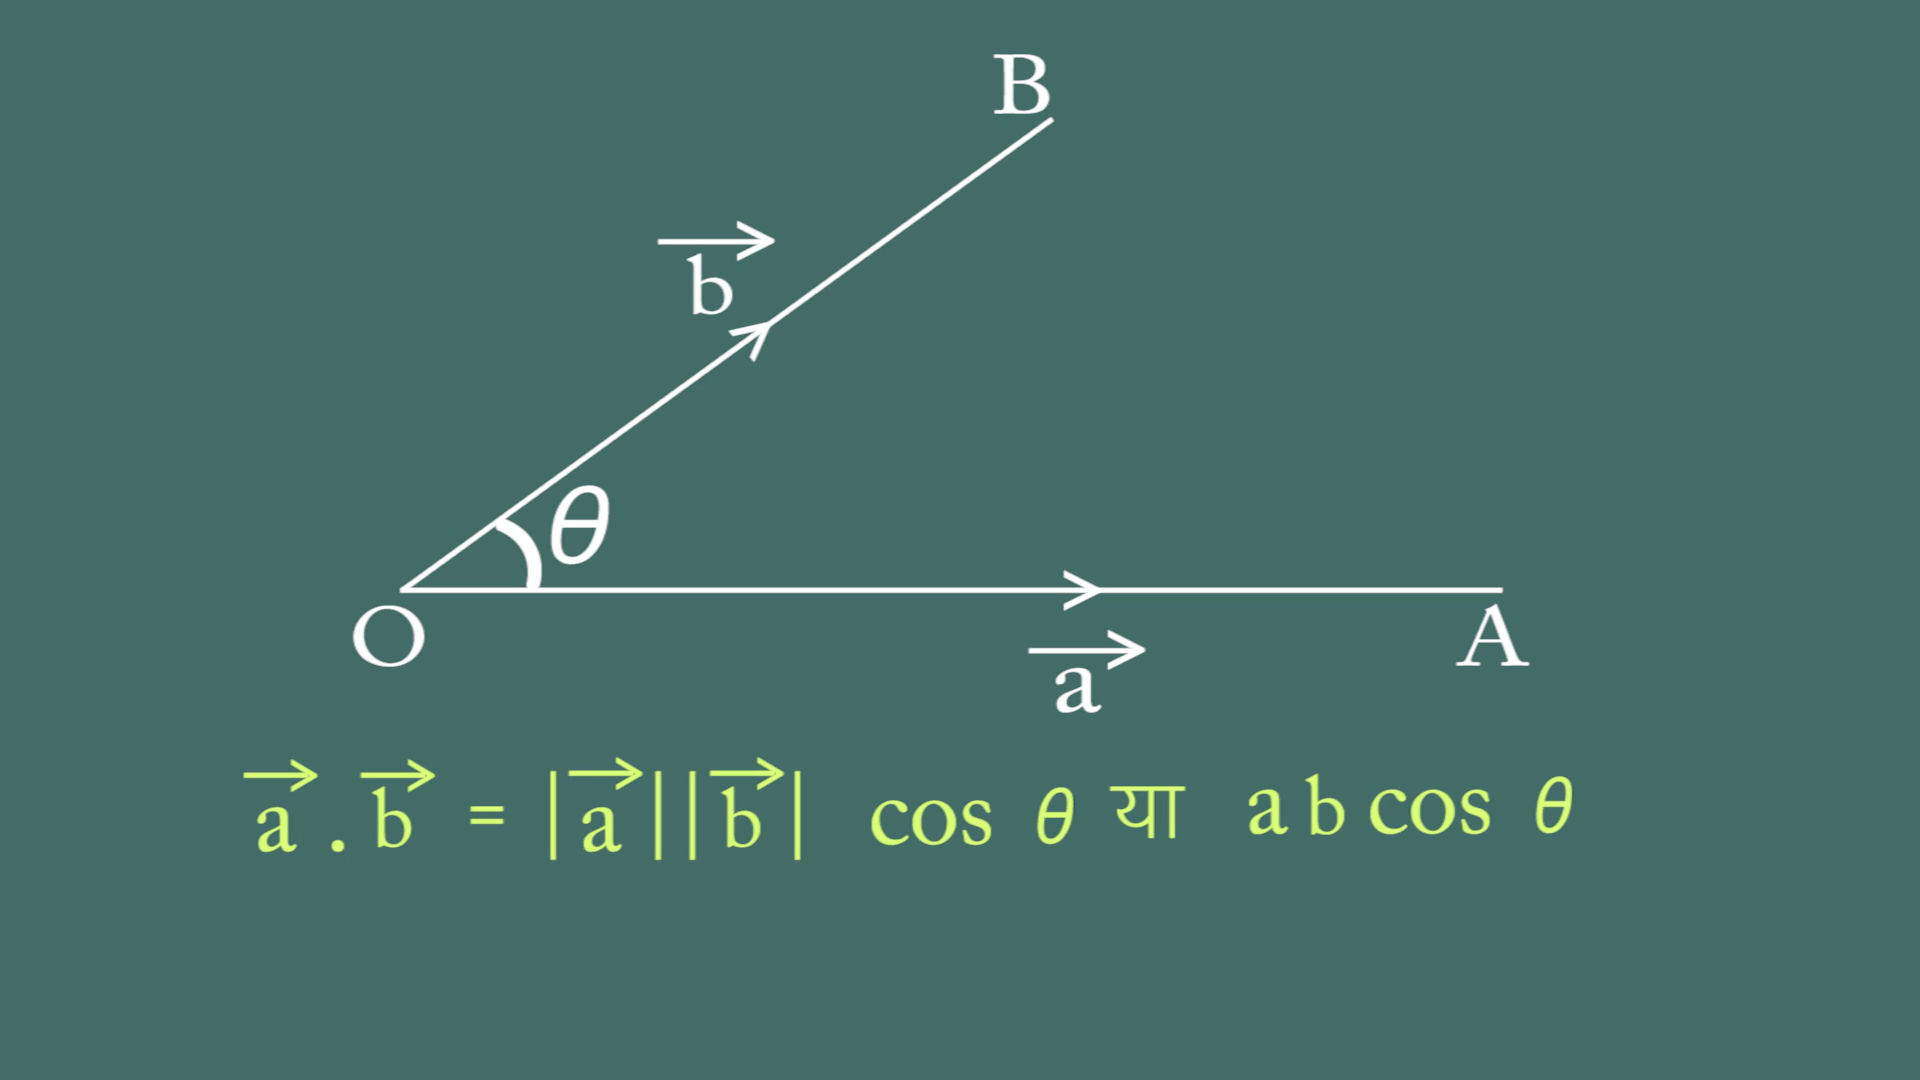 B
b⃗
θ
O
A
a⃗
a⃗ . b⃗ = |a⃗||b⃗| cos θ या a b cos θ